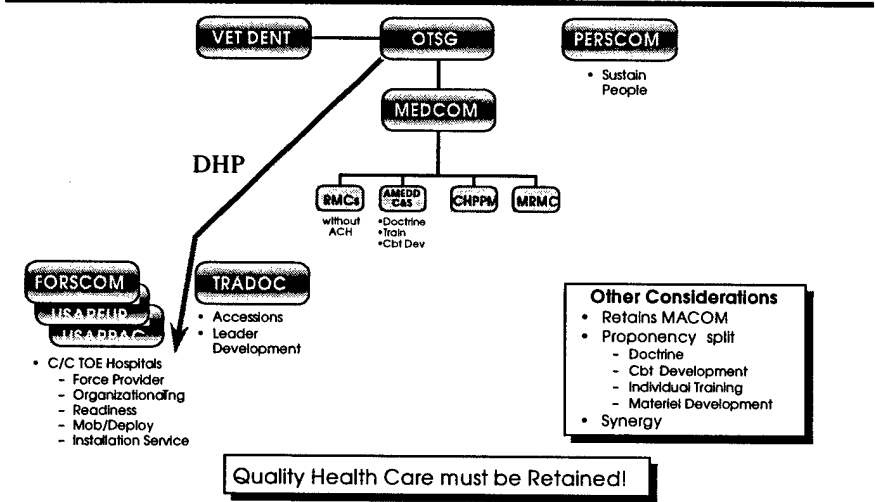 VET DENT
OTSG
PERSCOM
• Sustain
People
MEDCOM
DHP
RMCs
AMEDD
C&S
CHPPM
MRMC
without
ACH
•Doctrine
•Train
•Cbt Dev
FORSCOM
USAREUR
USARPAC
• C/C TOE Hospitals
– Force Provider
– OrganizationalTng
– Readiness
– Mob/Deploy
– Installation Service
TRADOC
• Accessions
• Leader
Development
Other Considerations
• Retains MACOM
• Proponency split
– Doctrine
– Cbt Development
– Individual Training
– Materiel Development
• Synergy
Quality Health Care must be Retained!